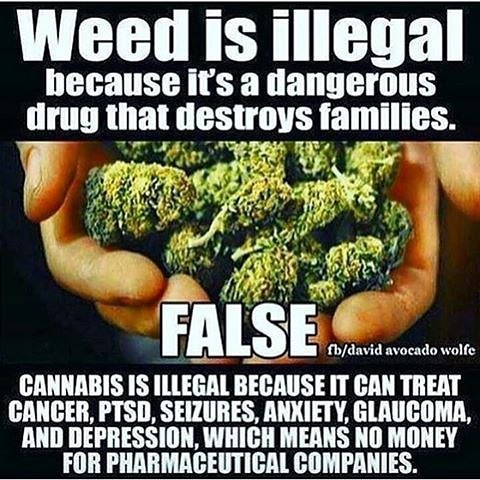 Weed is illegal
because it's a dangerous
drug that destroys families.
FALSE
fb/david avocado wolfe
CANNABIS IS ILLEGAL BECAUSE IT CAN TREAT
CANCER, PTSD, SEIZURES, ANXIETY, GLAUCOMA,
AND DEPRESSION, WHICH MEANS NO MONEY
FOR PHARMACEUTICAL COMPANIES.